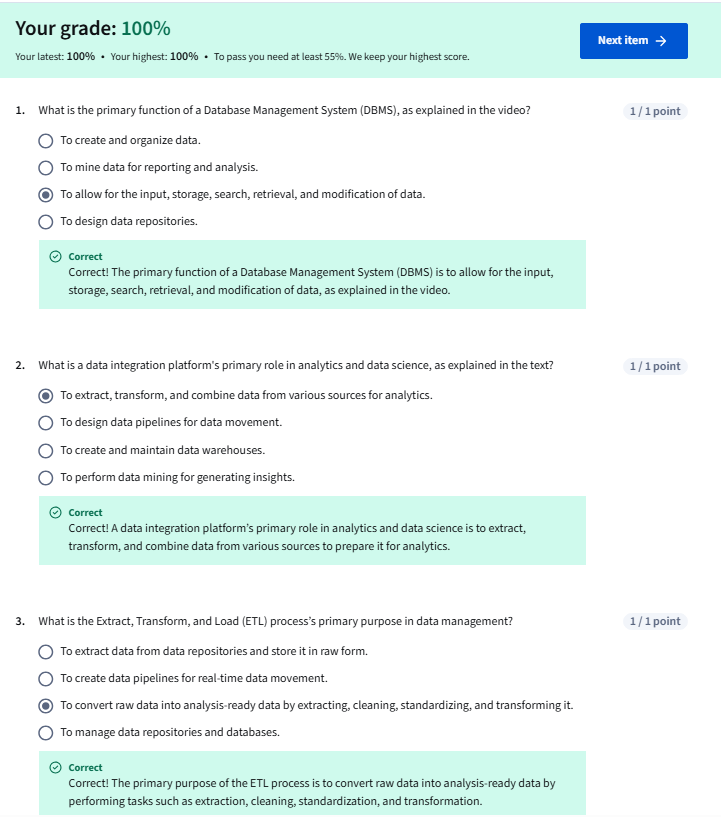 Your grade: 100%
Next item →
Your latest: 100% • Your highest: 100% • To pass you need at least 55%. We keep your highest score.
1. What is the primary function of a Database Management System (DBMS), as explained in the video?
1 / 1 point
To create and organize data.
To mine data for reporting and analysis.
To allow for the input, storage, search, retrieval, and modification of data.
To design data repositories.
Correct
Correct! The primary function of a Database Management System (DBMS) is to allow for the input,
storage, search, retrieval, and modification of data, as explained in the video.
2. What is a data integration platform's primary role in analytics and data science, as explained in the text?
1 / 1 point
To extract, transform, and combine data from various sources for analytics.
To design data pipelines for data movement.
To create and maintain data warehouses.
To perform data mining for generating insights.
Correct
Correct! A data integration platform’s primary role in analytics and data science is to extract,
transform, and combine data from various sources to prepare it for analytics.
3. What is the Extract, Transform, and Load (ETL) process’s primary purpose in data management?
1 / 1 point
To extract data from data repositories and store it in raw form.
To create data pipelines for real-time data movement.
To convert raw data into analysis-ready data by extracting, cleaning, standardizing, and transforming it.
To manage data repositories and databases.
Correct
Correct! The primary purpose of the ETL process is to convert raw data into analysis-ready data by
performing tasks such as extraction, cleaning, standardization, and transformation.